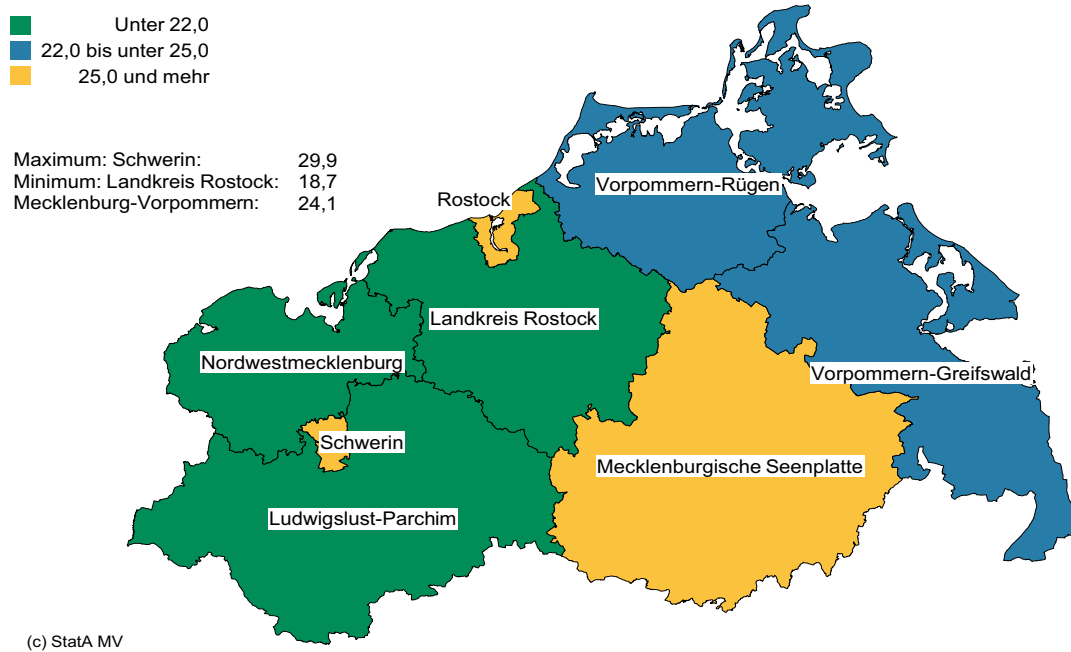 Unter 22,0
22,0 bis unter 25,0
25,0 und mehr
Maximum: Schwerin: 29,9
Minimum: Landkreis Rostock: 18,7
Mecklenburg-Vorpommern: 24,1
Vorpommern-Rügen
Rostock
Landkreis Rostock
Nordwestmecklenburg
Vorpommern-Greifswald
Schwerin
Mecklenburgische Seenplatte
Ludwigslust-Parchim
(c) StatA MV